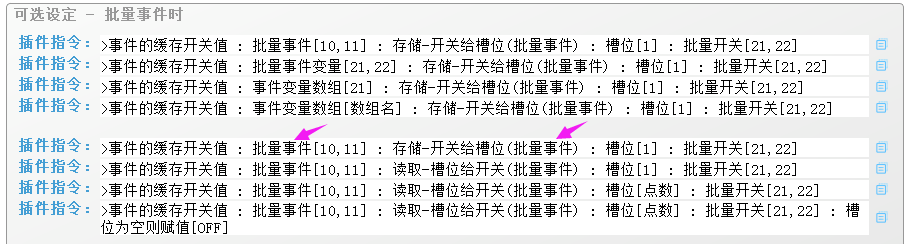 可选设定 - 批量事件时
插件指令：>事件的缓存开关值 : 批量事件[10,11] : 存储-开关给槽位(批量事件) : 槽位[1] : 批量开关[21,22]
插件指令：>事件的缓存开关值 : 批量事件变量[21,22] : 存储-开关给槽位(批量事件) : 槽位[1] : 批量开关[21,22]
插件指令：>事件的缓存开关值 : 事件变量数组[21] : 存储-开关给槽位(批量事件) : 槽位[1] : 批量开关[21,22]
插件指令：>事件的缓存开关值 : 事件变量数组[数组名] : 存储-开关给槽位(批量事件) : 槽位[1] : 批量开关[21,22]
插件指令：>事件的缓存开关值 : 批量事件[10,11] : 存储-开关给槽位(批量事件) : 槽位[1] : 批量开关[21,22]
插件指令：>事件的缓存开关值 : 批量事件[10,11] : 读取-槽位给开关(批量事件) : 槽位[1] : 批量开关[21,22]
插件指令：>事件的缓存开关值 : 批量事件[10,11] : 读取-槽位给开关(批量事件) : 槽位[点数] : 批量开关[21,22]
插件指令：>事件的缓存开关值 : 批量事件[10,11] : 读取-槽位给开关(批量事件) : 槽位[点数] : 批量开关[21,22] : 槽
位为空则赋值[OFF]